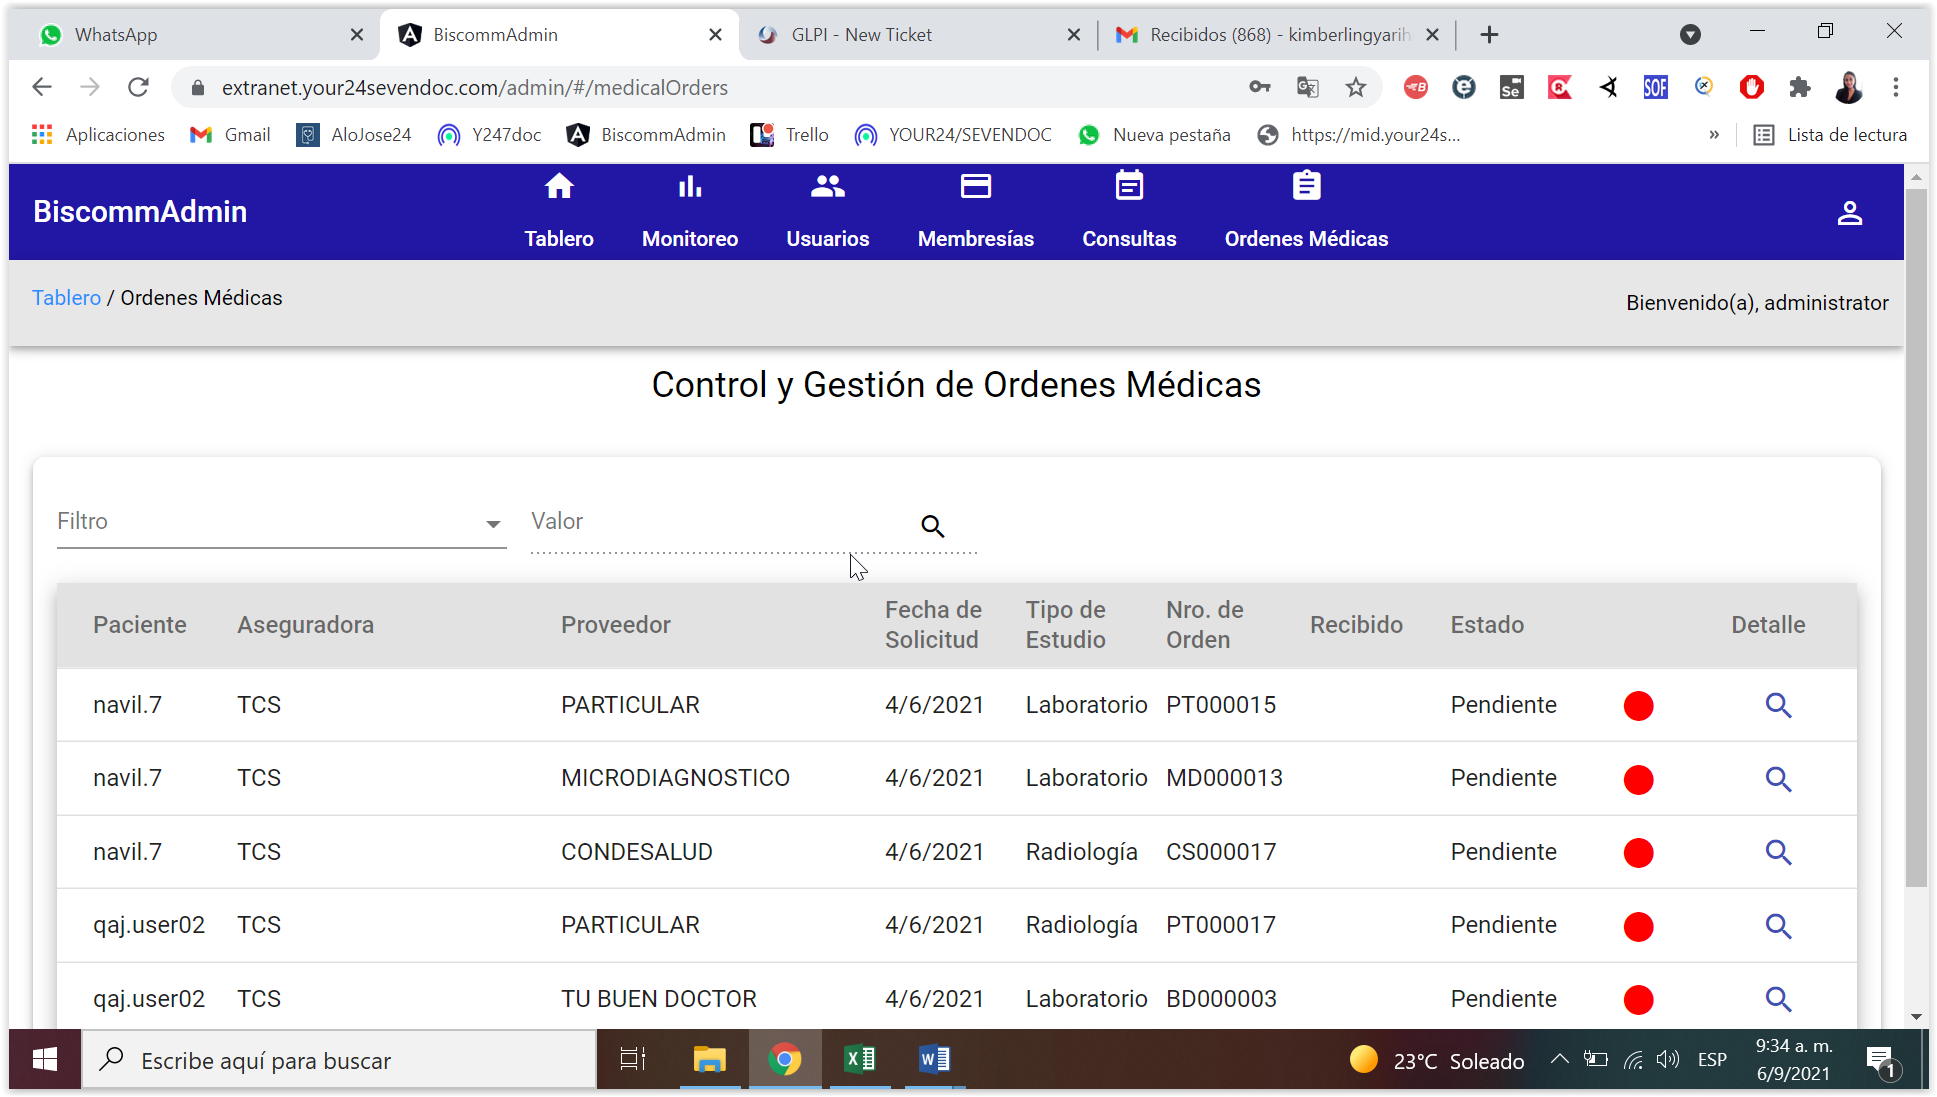 WhatsApp
BiscommAdmin
GLPI - New Ticket
Recibidos (868) - kimberlingyarih
extranet.your24sevendoc.com/admin/#/medicalOrders
Aplicaciones
Gmail
AloJose24
Y247doc
BiscommAdmin
Trello
YOUR24/SEVENDOC
Nueva pestaña
https://mid.your24s...
»
Lista de lectura
BiscommAdmin
Tablero
Monitoreo
Usuarios
Membresías
Consultas
Ordenes Médicas
Tablero / Ordenes Médicas
Bienvenido(a), administrator
Control y Gestión de Ordenes Médicas
Filtro
Valor
Paciente Aseguradora Proveedor Fecha de Solicitud Tipo de Estudio Nro. de Orden Recibido Estado Detalle
navil.7 TCS PARTICULAR 4/6/2021 Laboratorio PT000015 Pendiente
navil.7 TCS MICRODIAGNOSTICO 4/6/2021 Laboratorio MD000013 Pendiente
navil.7 TCS CONDESALUD 4/6/2021 Radiología CS000017 Pendiente
qaj.user02 TCS PARTICULAR 4/6/2021 Radiología PT000017 Pendiente
qaj.user02 TCS TU BUEN DOCTOR 4/6/2021 Laboratorio BD000003 Pendiente
Escribe aquí para buscar
23°C Soleado
ESP
9:34 a. m.
6/9/2021
1
Se
SOF